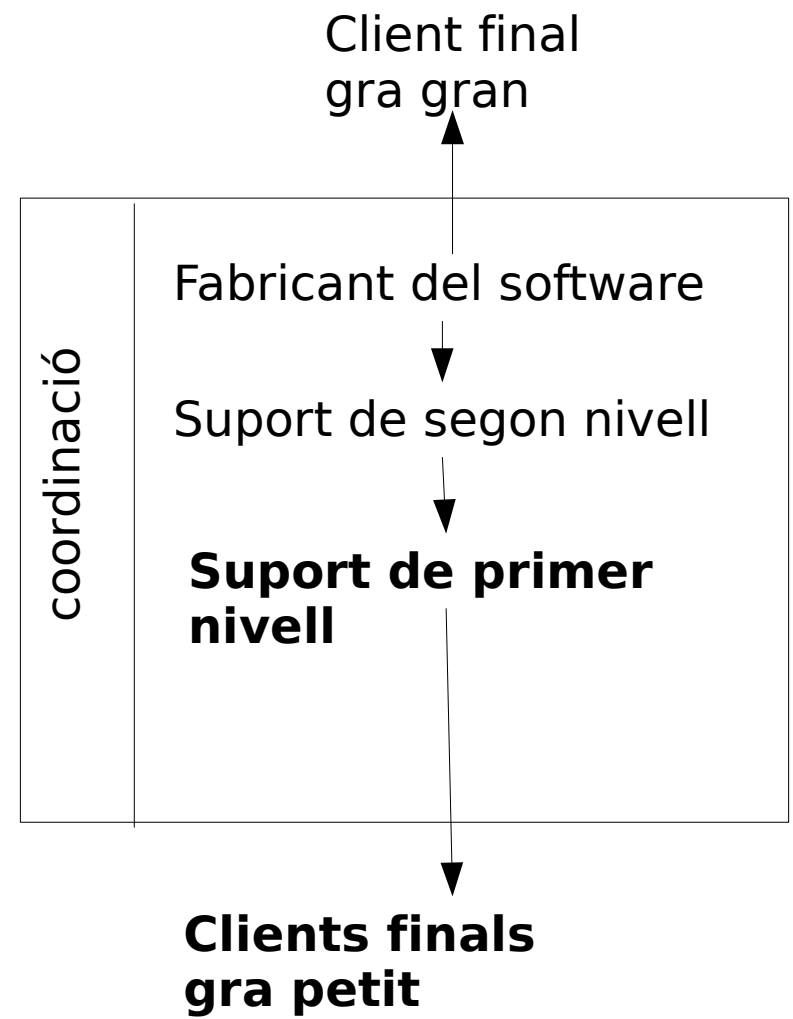 Client final
gra gran
Fabricant del software
coordinació
Suport de segon nivell
Suport de primer
nivell
Clients finals
gra petit